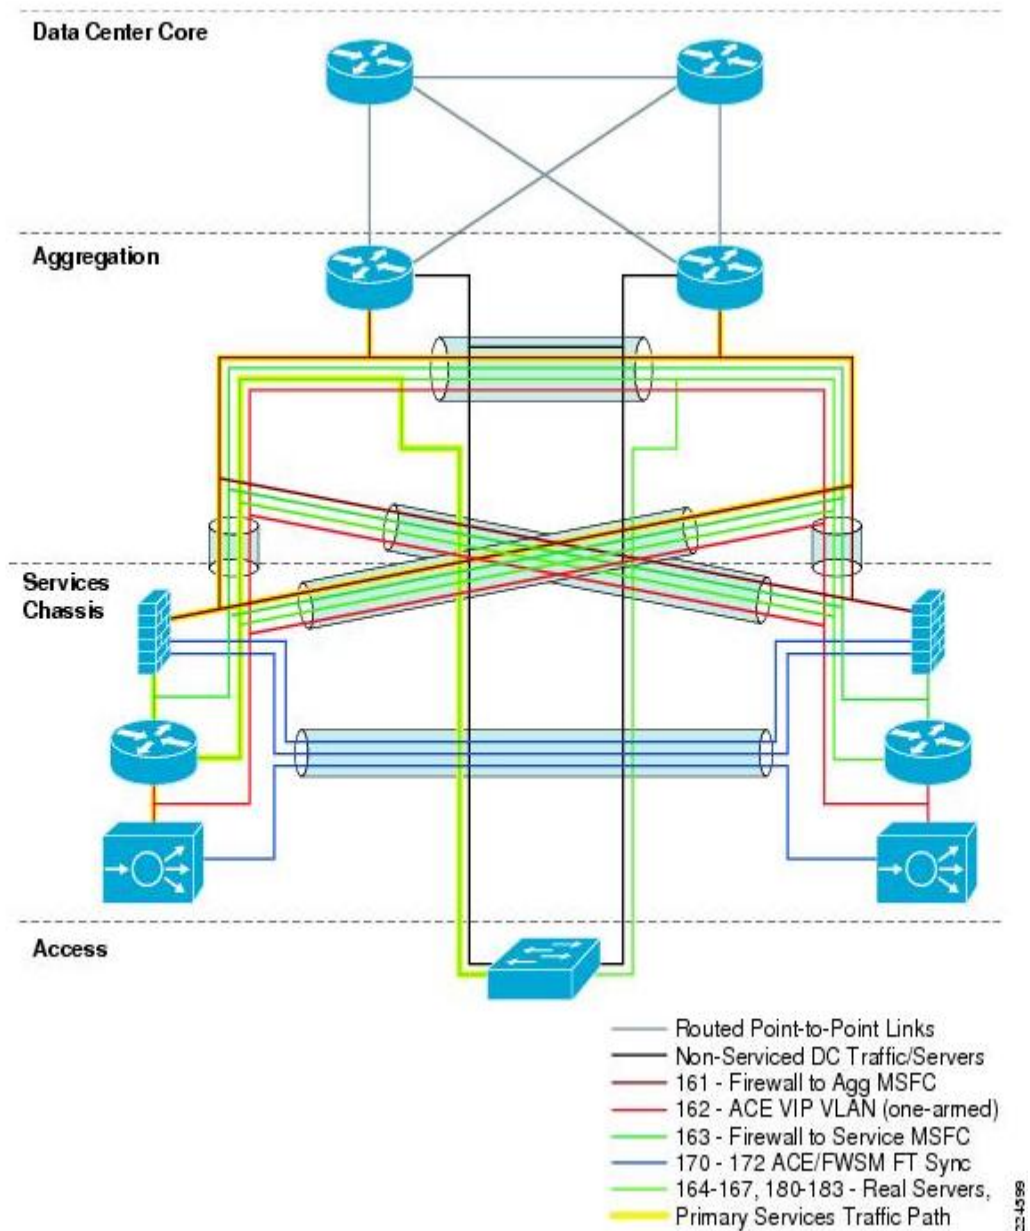 Data Center Core
Aggregation
Services
Chassis
Access
Routed Point-to-Point Links
Non-Serviced DC Traffic/Servers
161 - Firewall to Agg MSFC
162 - ACE VIP VLAN (one-armed)
163 - Firewall to Service MSFC
170 - 172 ACE/FWSM FT Sync
164-167, 180-183 - Real Servers,
Primary Services Traffic Path
224599